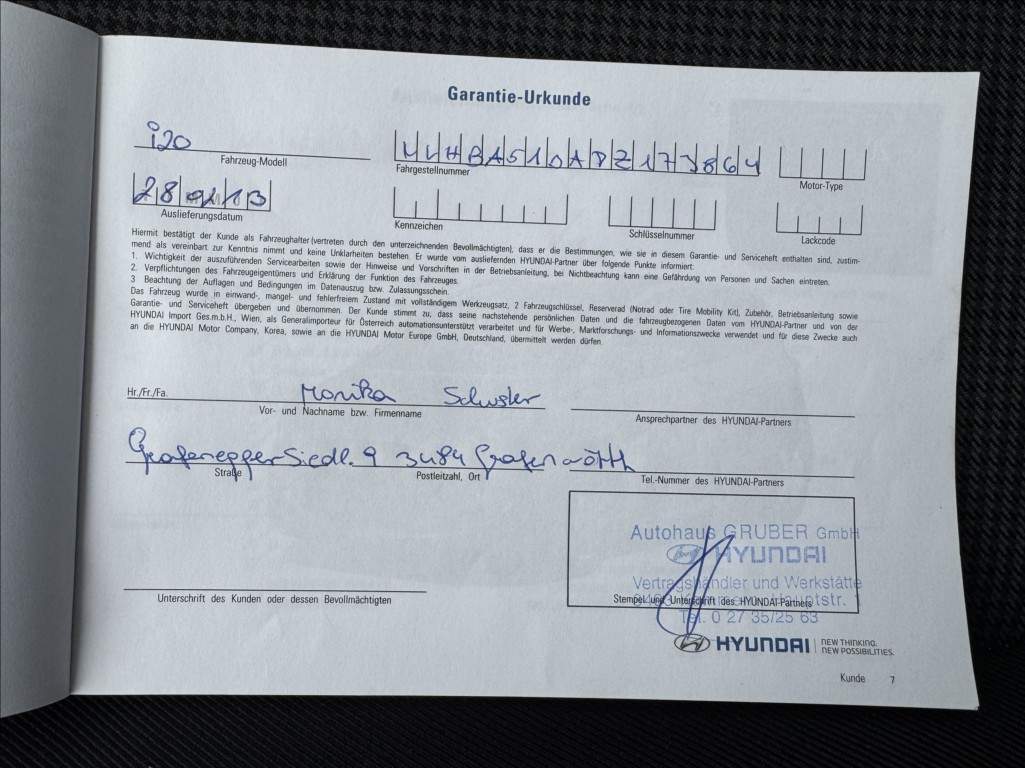 Garantie-Urkunde
i20
Fahrzeug-Modell
Fahrgestellnummer
Motor-Type
Auslieferungsdatum
Kennzeichen
Schlüsselnummer
Lackcode
Hiermit bestätigt der Kunde als Fahrzeughalter (vertreten durch den unterzeichnenden Bevollmächtigten), dass er die Bestimmungen, wie sie in diesem Garantie- und Serviceheft enthalten sind, zustim-
mend als vereinbart zur Kenntnis nimmt und keine Unklarheiten bestehen. Er wurde vom ausliefernden HYUNDAI-Partner über folgende Punkte informiert:
1. Wichtigkeit der auszuführenden Servicearbeiten sowie der Hinweise und Vorschriften in der Betriebsanleitung, bei Nichtbeachtung kann eine Gefährdung von Personen und Sachen eintreten.
2. Verpflichtungen des Fahrzeugeigentümers und Erklärung der Funktion des Fahrzeuges.
3 Beachtung der Auflagen und Bedingungen im Datenauszug bzw. Zulassungsschein.
Das Fahrzeug wurde in einwand-, mangel- und fehlerfreiem Zustand mit vollständigem Werkzeugsatz, 2 Fahrzeugschlüssel, Reserverad (Notrad oder Tire Mobility Kit), Zubehör, Betriebsanleitung sowie
Garantie- und Serviceheft übergeben und übernommen. Der Kunde stimmt zu, dass seine nachstehende persönlichen Daten und die fahrzeugbezogenen Daten vom HYUNDAI-Partner und von der
HYUNDAI Import Ges.m.b.H., Wien, als Generalimporteur für Österreich automationsunterstützt verarbeitet und für Werbe-, Marktforschungs- und Informationszwecke verwendet und für diese Zwecke auch
an die HYUNDAI Motor Company, Korea, sowie an die HYUNDAI Motor Europe GmbH, Deutschland, übermittelt werden dürfen.
Hr./Fr./Fa. Monika Schuster
Vor- und Nachname bzw. Firmenname
Ansprechpartner des HYUNDAI-Partners
Grafenegger Siedl. 9 3484 Grafenwörth
Straße
Postleitzahl, Ort
Tel.-Nummer des HYUNDAI-Partners
Autohaus GRUBER GmbH
HYUNDAI
Vertragshändler und Werkstätte
Stempel und Unterschrift des HYUNDAI-Partners
Tel. 0 27 35/25 63
Unterschrift des Kunden oder dessen Bevollmächtigten
HYUNDAI NEW THINKING.
NEW POSSIBILITIES.
Kunde 7